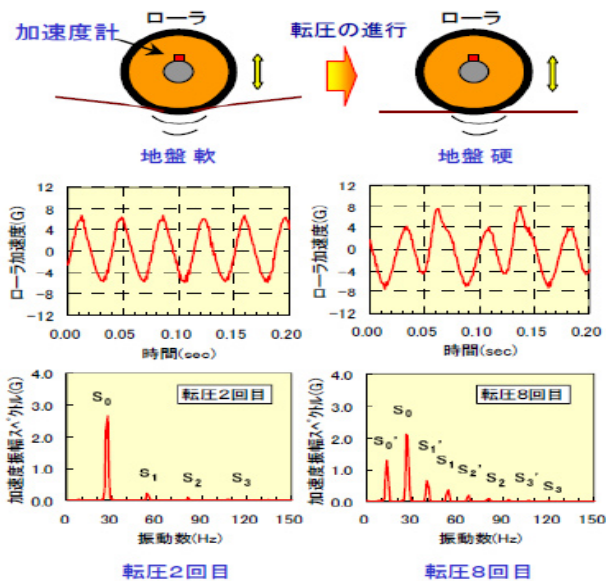 ローラ
ローラ
加速度計
転圧の進行
地盤 軟
地盤 硬
ローラ加速度(G)
12
8
4
0
−4
−8
−12
0.00
0.05
0.10
0.15
0.20
時間(sec)
ローラ加速度(G)
12
8
4
0
−4
−8
−12
0.00
0.05
0.10
0.15
0.20
時間(sec)
加速度振幅スペクトル(G)
4.0
3.0
2.0
1.0
0.0
転圧2回目
S0
S1
S2
S3
0
30
60
90
120
150
振動数(Hz)
加速度振幅スペクトル(G)
4.0
3.0
2.0
1.0
0.0
転圧8回目
S0
S0′
S1′
S1
S2′
S2
S3′
S3
0
30
60
90
120
150
振動数(Hz)
転圧2回目
転圧8回目